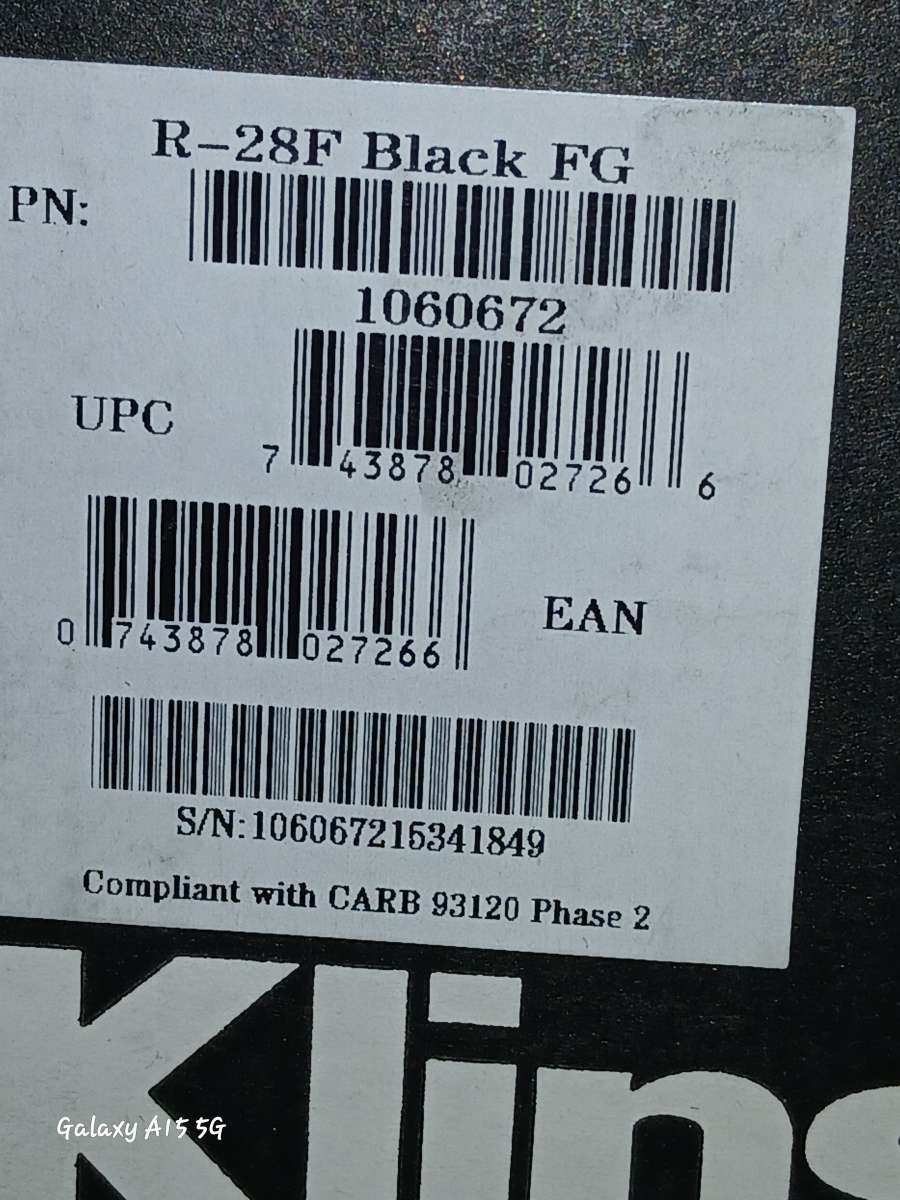 R-28F Black FG
PN:
1060672
UPC
7 43878 02726 6
EAN
0 743878 027266
S/N:106067215341849
Compliant with CARB 93120 Phase 2
Klips
Galaxy A15 5G